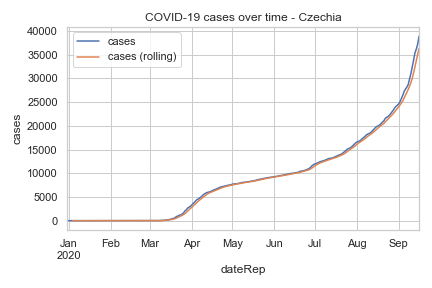 COVID-19 cases over time - Czechia
40000
35000
30000
25000
20000
15000
10000
5000
0
cases
cases
cases (rolling)
Jan Feb Mar Apr May Jun Jul Aug Sep
2020
dateRep